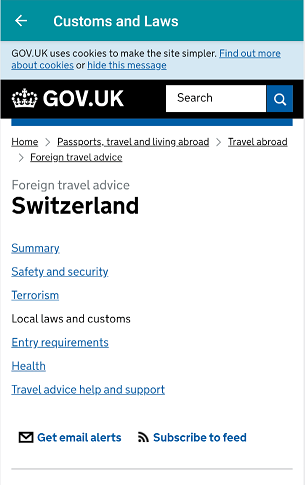 Customs and Laws
GOV.UK uses cookies to make the site simpler. Find out more
about cookies or hide this message
GOV.UK
Search
Home > Passports, travel and living abroad > Travel abroad
> Foreign travel advice
Foreign travel advice
Switzerland
Summary
Safety and security
Terrorism
Local laws and customs
Entry requirements
Health
Travel advice help and support
Get email alerts Subscribe to feed